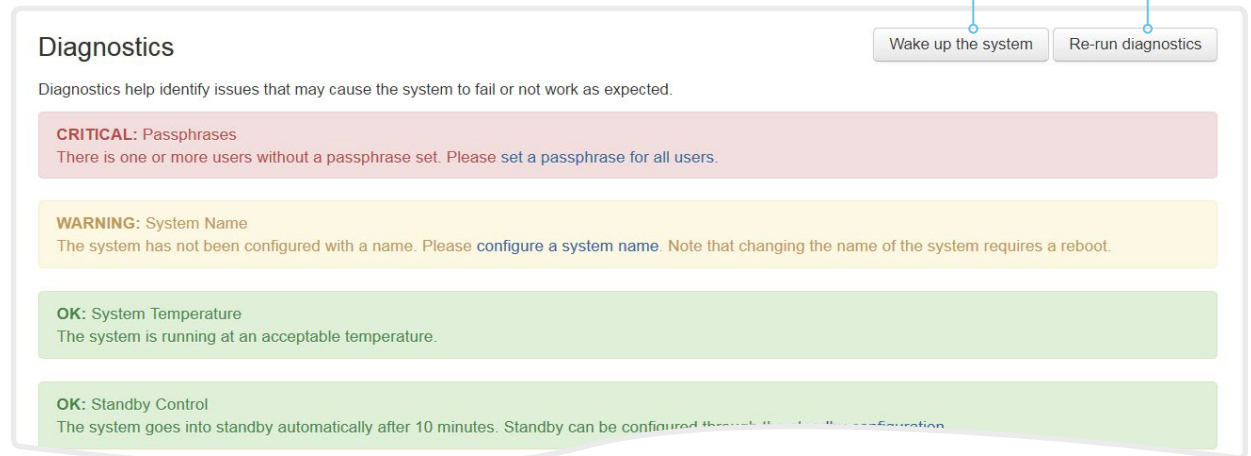 Diagnostics
Wake up the system
Re-run diagnostics
Diagnostics help identify issues that may cause the system to fail or not work as expected.
CRITICAL: Passphrases
There is one or more users without a passphrase set. Please set a passphrase for all users.
WARNING: System Name
The system has not been configured with a name. Please configure a system name. Note that changing the name of the system requires a reboot.
OK: System Temperature
The system is running at an acceptable temperature.
OK: Standby Control
The system goes into standby automatically after 10 minutes. Standby can be configured through the standby configuration